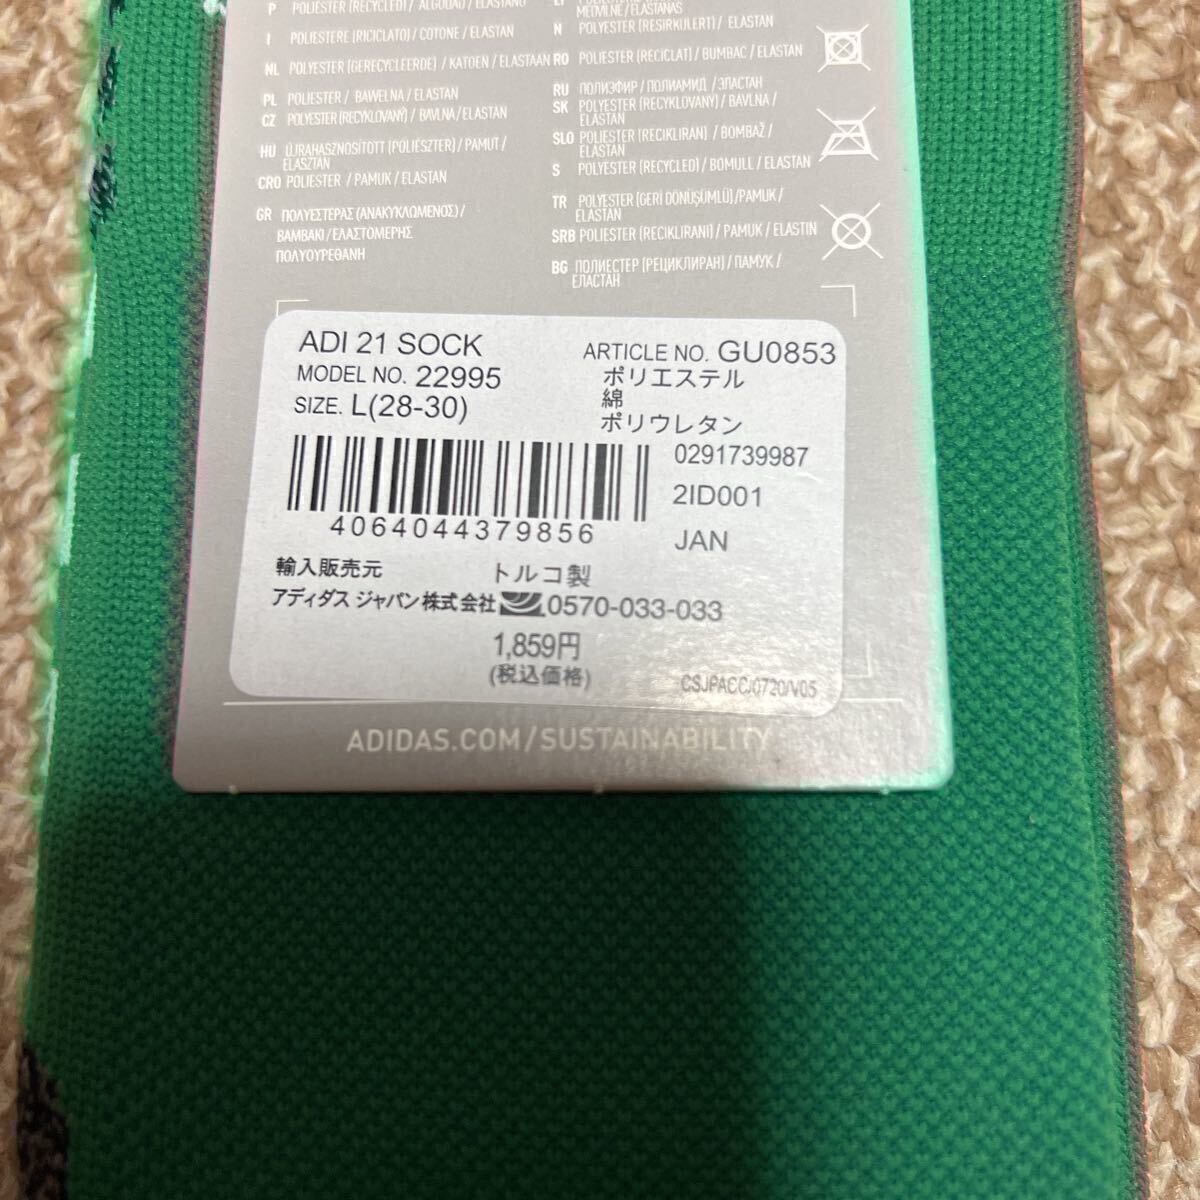 P POLIESTER (RECYCLED) / ALGODÃO / ELASTANO
I POLIESTERE (RICICLATO) / COTONE / ELASTAN
NL POLYESTER (GERECYCLEERDE) / KATOEN / ELASTAAN
PL POLIESTER / BAWEŁNA / ELASTAN
CZ POLYESTER (RECYKLOVANÝ) / BAVLNA / ELASTAN
HU ÚJRAHASZNOSÍTOTT (POLIÉSZTER) / PAMUT /
ELASZTÁN
CRO POLIESTER / PAMUK / ELASTAN
GR ΠΟΛΥΕΣΤΕΡΑΣ (ΑΝΑΚΥΚΛΩΜΕΝΟΣ) /
ΒΑΜΒΑΚΙ / ΕΛΑΣΤΟΜΕΡΗΣ
ΠΟΛΥΟΥΡΕΘΑΝΗ
MEDVILNĖ / ELASTANAS
N POLYESTER (RESIRKULERT) / ELASTAN
RO POLIESTER (RECICLAT) / BUMBAC / ELASTAN
RU ПОЛИЭФИР / ПОЛИАМИД / ЭЛАСТАН
SK POLYESTER (RECYKLOVANÝ) / BAVLNA /
ELASTAN
SLO POLIESTER (RECIKLIRAN) / BOMBAŽ /
ELASTAN
S POLYESTER (RECYCLED) / BOMULL / ELASTAN
TR POLYESTER (GERİ DÖNÜŞÜMLÜ) /PAMUK /
ELASTAN
SRB POLIESTER (RECIKLIRANI) / PAMUK / ELASTIN
BG ПОЛИЕСТЕР (РЕЦИКЛИРАН) / ПАМУК /
ЕЛАСТАН
ADI 21 SOCK
MODEL NO. 22995
SIZE. L(28-30)
ARTICLE NO. GU0853
ポリエステル
綿
ポリウレタン
0291739987
2ID001
JAN
4064044379856
輸入販売元
トルコ製
アディダス ジャパン株式会社 0570-033-033
1,859円
(税込価格)
CSJPACC/0720/V05
ADIDAS.COM/SUSTAINABILITY